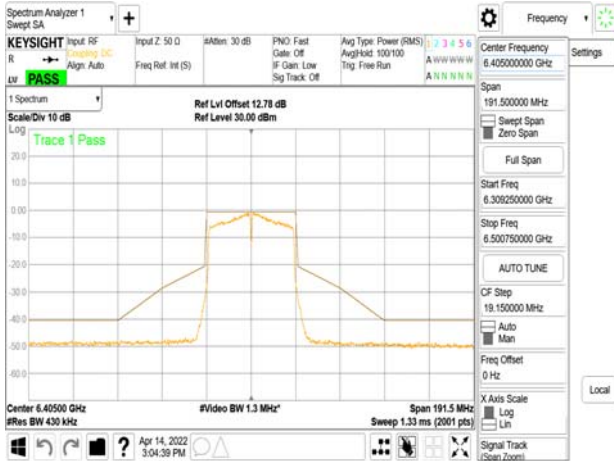 Spectrum Analyzer 1
Swept SA
+
Frequency
KEYSIGHT
R
LV
PASS
Input: RF
Coupling: DC
Align: Auto
Input Z: 50 Ω
Freq Ref: Int (S)
#Atten: 30 dB
PNO: Fast
Gate: Off
IF Gain: Low
Sig Track: Off
Avg Type: Power (RMS)
Avg|Hold: 100/100
Trig: Free Run
1 2 3 4 5 6
A W W W W W
A N N N N N
1 Spectrum
Scale/Div 10 dB
Ref Lvl Offset 12.78 dB
Ref Level 30.00 dBm
Log
Trace 1 Pass
20.0
10.0
0.00
-10.0
-20.0
-30.0
-40.0
-50.0
-60.0
Center 6.40500 GHz
#Res BW 430 kHz
#Video BW 1.3 MHz*
Span 191.5 MHz
Sweep 1.33 ms (2001 pts)
?
Apr 14, 2022
3:04:39 PM
Center Frequency
6.405000000 GHz
Span
191.500000 MHz
Swept Span
Zero Span
Full Span
Start Freq
6.309250000 GHz
Stop Freq
6.500750000 GHz
AUTO TUNE
CF Step
19.150000 MHz
Auto
Man
Freq Offset
0 Hz
X Axis Scale
Log
Lin
Signal Track
(Span Zoom)
Settings
Local